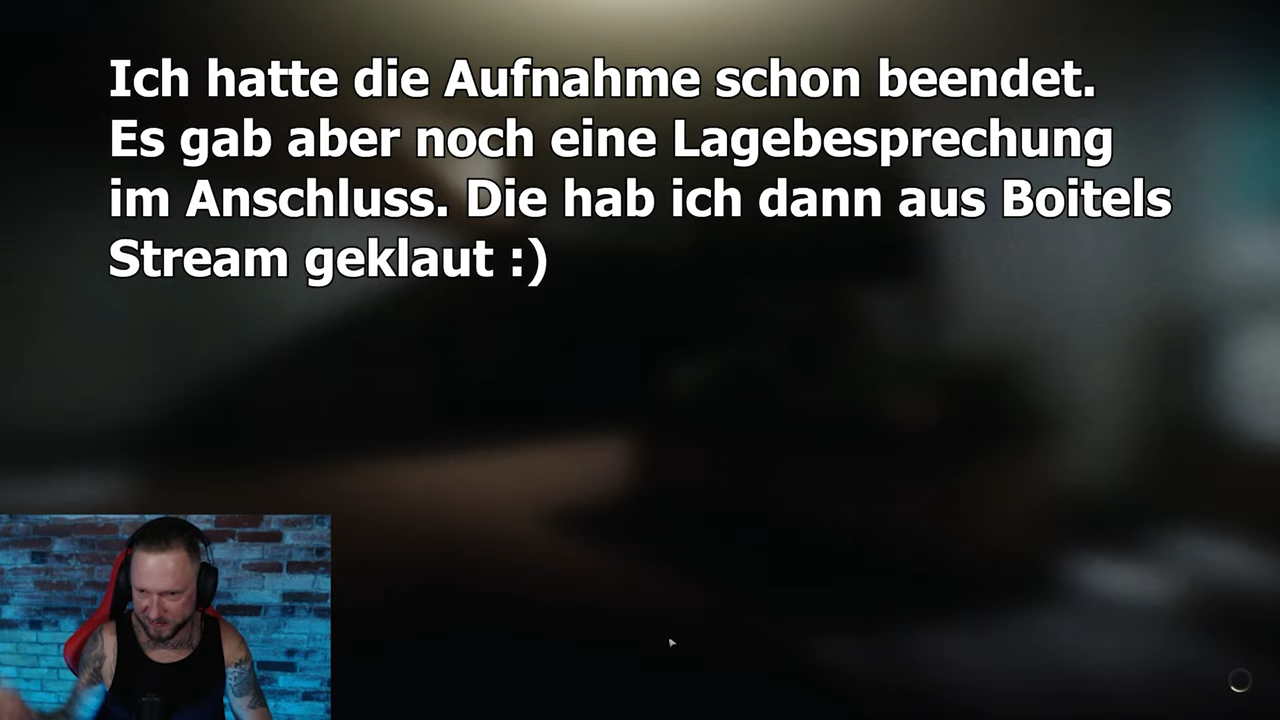 Ich hatte die Aufnahme schon beendet.
Es gab aber noch eine Lagebesprechung
im Anschluss. Die hab ich dann aus Boitels
Stream geklaut :)